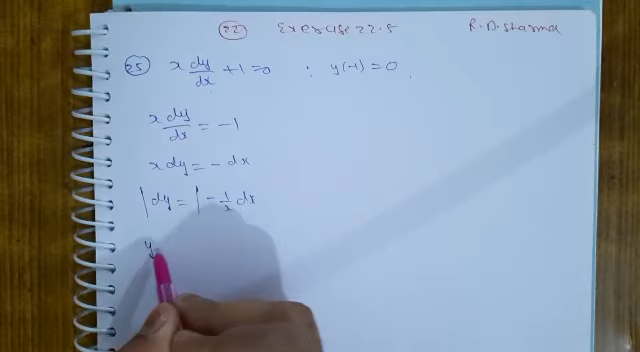 22 Exercise 22.5 R.D. Sharma
25 x dy/dx + 1 = 0 : y(-1) = 0.
x dy/dx = -1
x dy = - dx
∫ dy = ∫ - 1/x dx
y